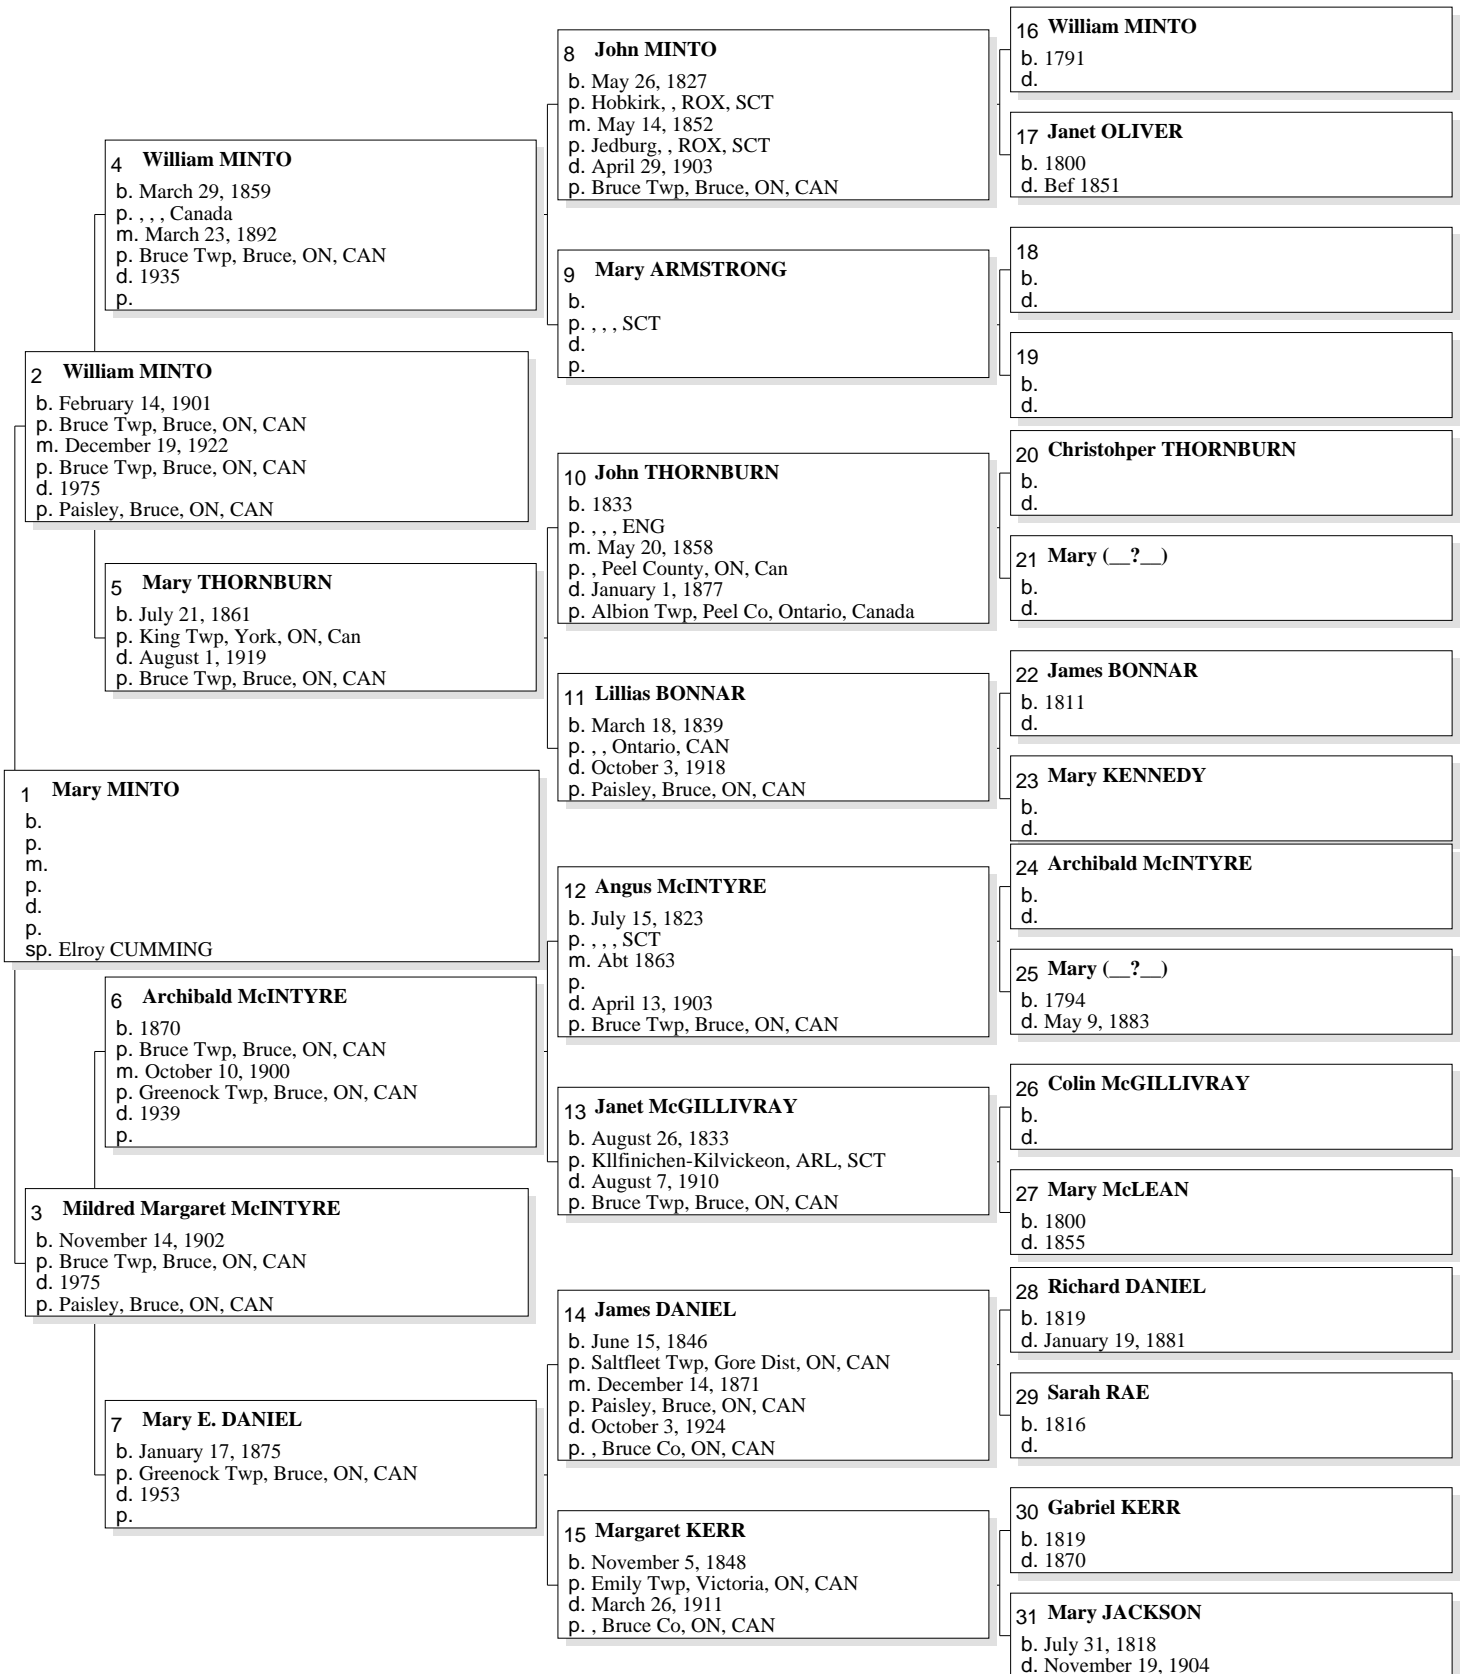 1 Mary MINTO
b.
p.
m.
p.
d.
p.
sp. Elroy CUMMING
2 William MINTO
b. February 14, 1901
p. Bruce Twp, Bruce, ON, CAN
m. December 19, 1922
p. Bruce Twp, Bruce, ON, CAN
d. 1975
p. Paisley, Bruce, ON, CAN
3 Mildred Margaret McINTYRE
b. November 14, 1902
p. Bruce Twp, Bruce, ON, CAN
d. 1975
p. Paisley, Bruce, ON, CAN
4 William MINTO
b. March 29, 1859
p. , , , Canada
m. March 23, 1892
p. Bruce Twp, Bruce, ON, CAN
d. 1935
p.
5 Mary THORNBURN
b. July 21, 1861
p. King Twp, York, ON, Can
d. August 1, 1919
p. Bruce Twp, Bruce, ON, CAN
6 Archibald McINTYRE
b. 1870
p. Bruce Twp, Bruce, ON, CAN
m. October 10, 1900
p. Greenock Twp, Bruce, ON, CAN
d. 1939
p.
7 Mary E. DANIEL
b. January 17, 1875
p. Greenock Twp, Bruce, ON, CAN
d. 1953
p.
8 John MINTO
b. May 26, 1827
p. Hobkirk, , ROX, SCT
m. May 14, 1852
p. Jedburg, , ROX, SCT
d. April 29, 1903
p. Bruce Twp, Bruce, ON, CAN
9 Mary ARMSTRONG
b.
p. , , , SCT
d.
p.
10 John THORNBURN
b. 1833
p. , , , ENG
m. May 20, 1858
p. , Peel County, ON, Can
d. January 1, 1877
p. Albion Twp, Peel Co, Ontario, Canada
11 Lillias BONNAR
b. March 18, 1839
p. , , Ontario, CAN
d. October 3, 1918
p. Paisley, Bruce, ON, CAN
12 Angus McINTYRE
b. July 15, 1823
p. , , , SCT
m. Abt 1863
p.
d. April 13, 1903
p. Bruce Twp, Bruce, ON, CAN
13 Janet McGILLIVRAY
b. August 26, 1833
p. Kllfinichen-Kilvickeon, ARL, SCT
d. August 7, 1910
p. Bruce Twp, Bruce, ON, CAN
14 James DANIEL
b. June 15, 1846
p. Saltfleet Twp, Gore Dist, ON, CAN
m. December 14, 1871
p. Paisley, Bruce, ON, CAN
d. October 3, 1924
p. , Bruce Co, ON, CAN
15 Margaret KERR
b. November 5, 1848
p. Emily Twp, Victoria, ON, CAN
d. March 26, 1911
p. , Bruce Co, ON, CAN
16 William MINTO
b. 1791
d.
17 Janet OLIVER
b. 1800
d. Bef 1851
18
b.
d.
19
b.
d.
20 Christohper THORNBURN
b.
d.
21 Mary (__?__)
b.
d.
22 James BONNAR
b. 1811
d.
23 Mary KENNEDY
b.
d.
24 Archibald McINTYRE
b.
d.
25 Mary (__?__)
b. 1794
d. May 9, 1883
26 Colin McGILLIVRAY
b.
d.
27 Mary McLEAN
b. 1800
d. 1855
28 Richard DANIEL
b. 1819
d. January 19, 1881
29 Sarah RAE
b. 1816
d.
30 Gabriel KERR
b. 1819
d. 1870
31 Mary JACKSON
b. July 31, 1818
d. November 19, 1904